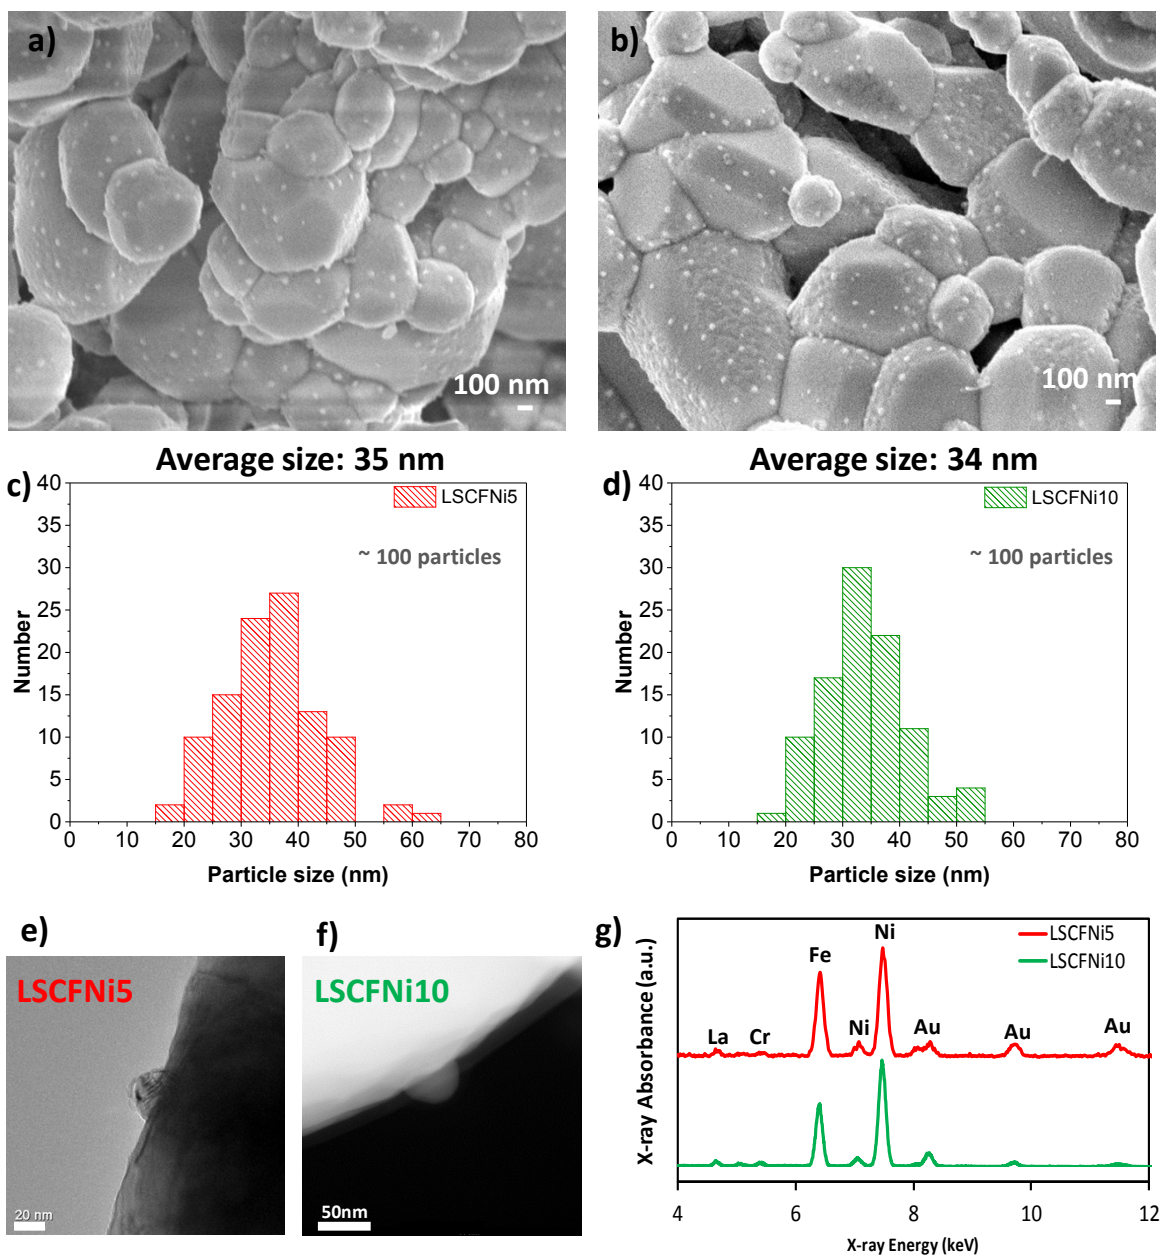 a)
b)
100 nm
100 nm
Average size: 35 nm
Average size: 34 nm
c)
40
35
30
25
20
15
10
5
0
Number
LSCFNi5
~ 100 particles
0 10 20 30 40 50 60 70 80
Particle size (nm)
d)
40
35
30
25
20
15
10
5
0
Number
LSCFNi10
~ 100 particles
0 10 20 30 40 50 60 70 80
Particle size (nm)
e)
LSCFNi5
20 nm
f)
LSCFNi10
50nm
g)
X-ray Absorbance (a.u.)
LSCFNi5
LSCFNi10
La
Cr
Fe
Ni
Ni
Au
Au
Au
4 6 8 10 12
X-ray Energy (keV)